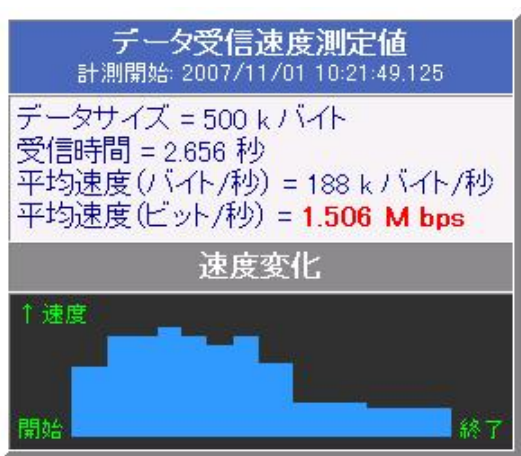 データ受信速度測定値
計測開始: 2007/11/01 10:21:49.125
データサイズ = 500 k バイト
受信時間 = 2.656 秒
平均速度(バイト/秒) = 188 k バイト/秒
平均速度(ビット/秒) = 1.506 M bps
速度変化
↑速度
開始
終了